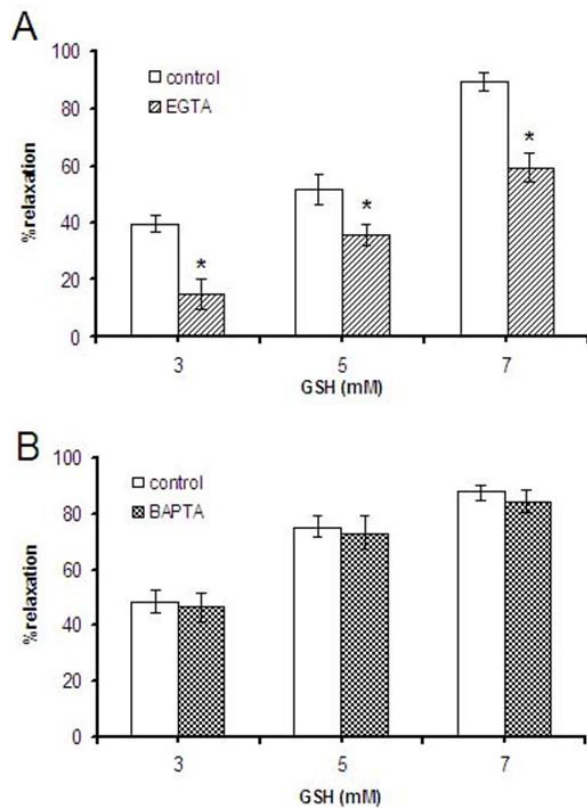 A
100
80
60
40
20
0
%relaxation
control
EGTA
*
*
*
3 5 7
GSH (mM)
B
100
80
60
40
20
0
%relaxation
control
BAPTA
3 5 7
GSH (mM)